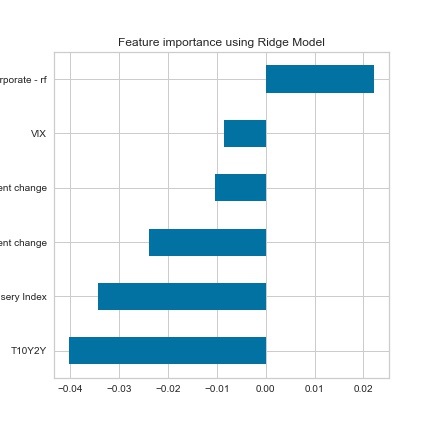 Feature importance using Ridge Model
rporate - rf
VIX
ent change
ent change
sery Index
T10Y2Y
−0.04 −0.03 −0.02 −0.01 0.00 0.01 0.02